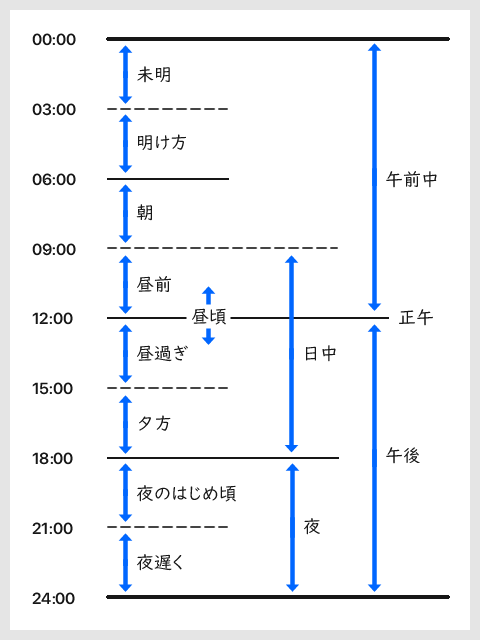 00:00
未明
03:00
明け方
午前中
06:00
朝
09:00
昼前
12:00
昼頃
正午
昼過ぎ
日中
15:00
夕方
午後
18:00
夜のはじめ頃
21:00
夜
夜遅く
24:00